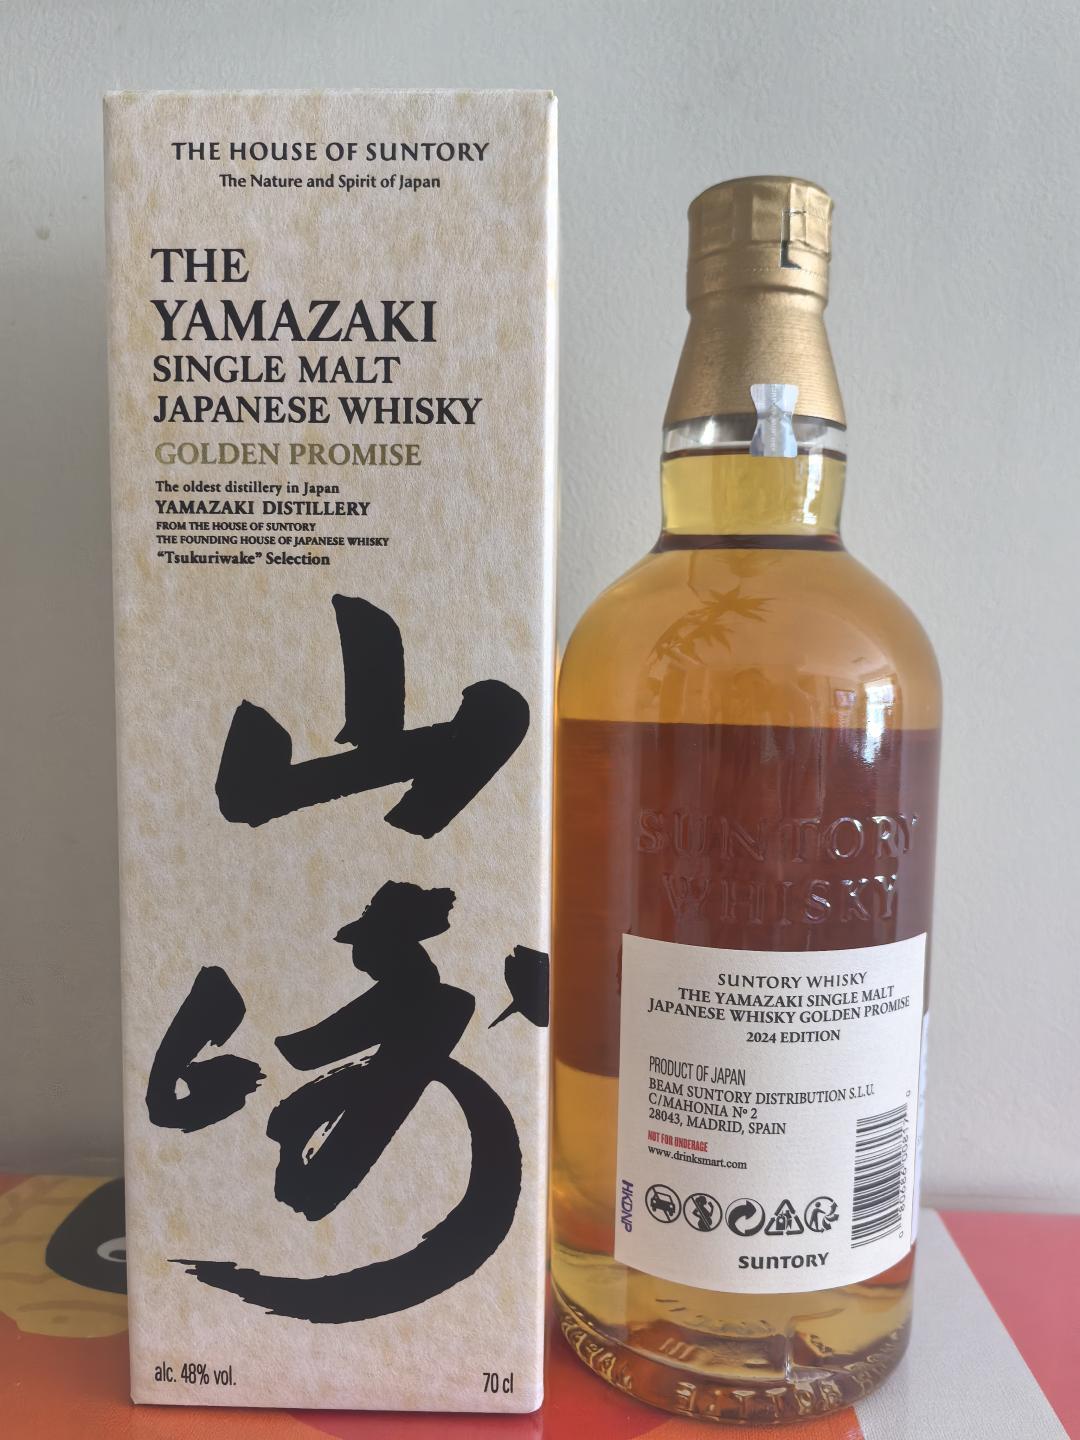 THE HOUSE OF SUNTORY
The Nature and Spirit of Japan
THE
YAMAZAKI
SINGLE MALT
JAPANESE WHISKY
GOLDEN PROMISE
The oldest distillery in Japan
YAMAZAKI DISTILLERY
FROM THE HOUSE OF SUNTORY
THE FOUNDING HOUSE OF JAPANESE WHISKY
“Tsukuriwake” Selection
山
崎
alc. 48% vol.
70 cl
SUNTORY
WHISKY
SUNTORY WHISKY
THE YAMAZAKI SINGLE MALT
JAPANESE WHISKY GOLDEN PROMISE
2024 EDITION
PRODUCT OF JAPAN
BEAM SUNTORY DISTRIBUTION S.L.U.
C/MAHONIA Nº 2
28043, MADRID, SPAIN
NOT FOR UNDERAGE
www.drinksmart.com
HKDNP
SUNTORY